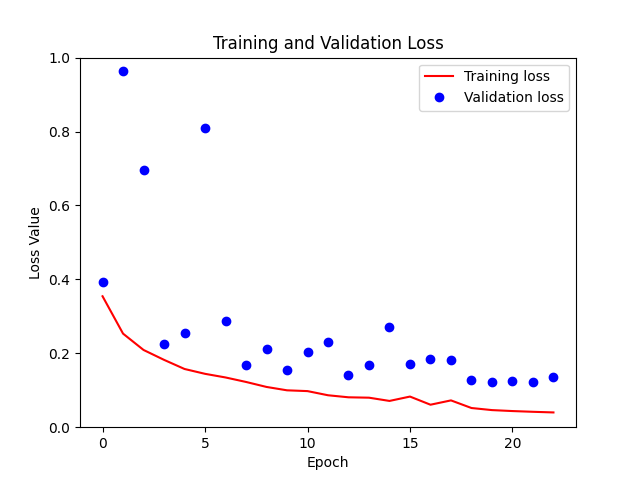 Training and Validation Loss
Training loss
Validation loss
Loss Value
1.0
0.8
0.6
0.4
0.2
0.0
0 5 10 15 20
Epoch